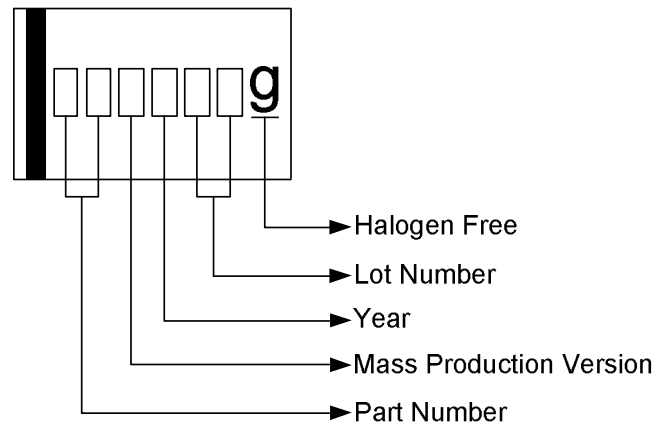 g
Halogen Free
Lot Number
Year
Mass Production Version
Part Number